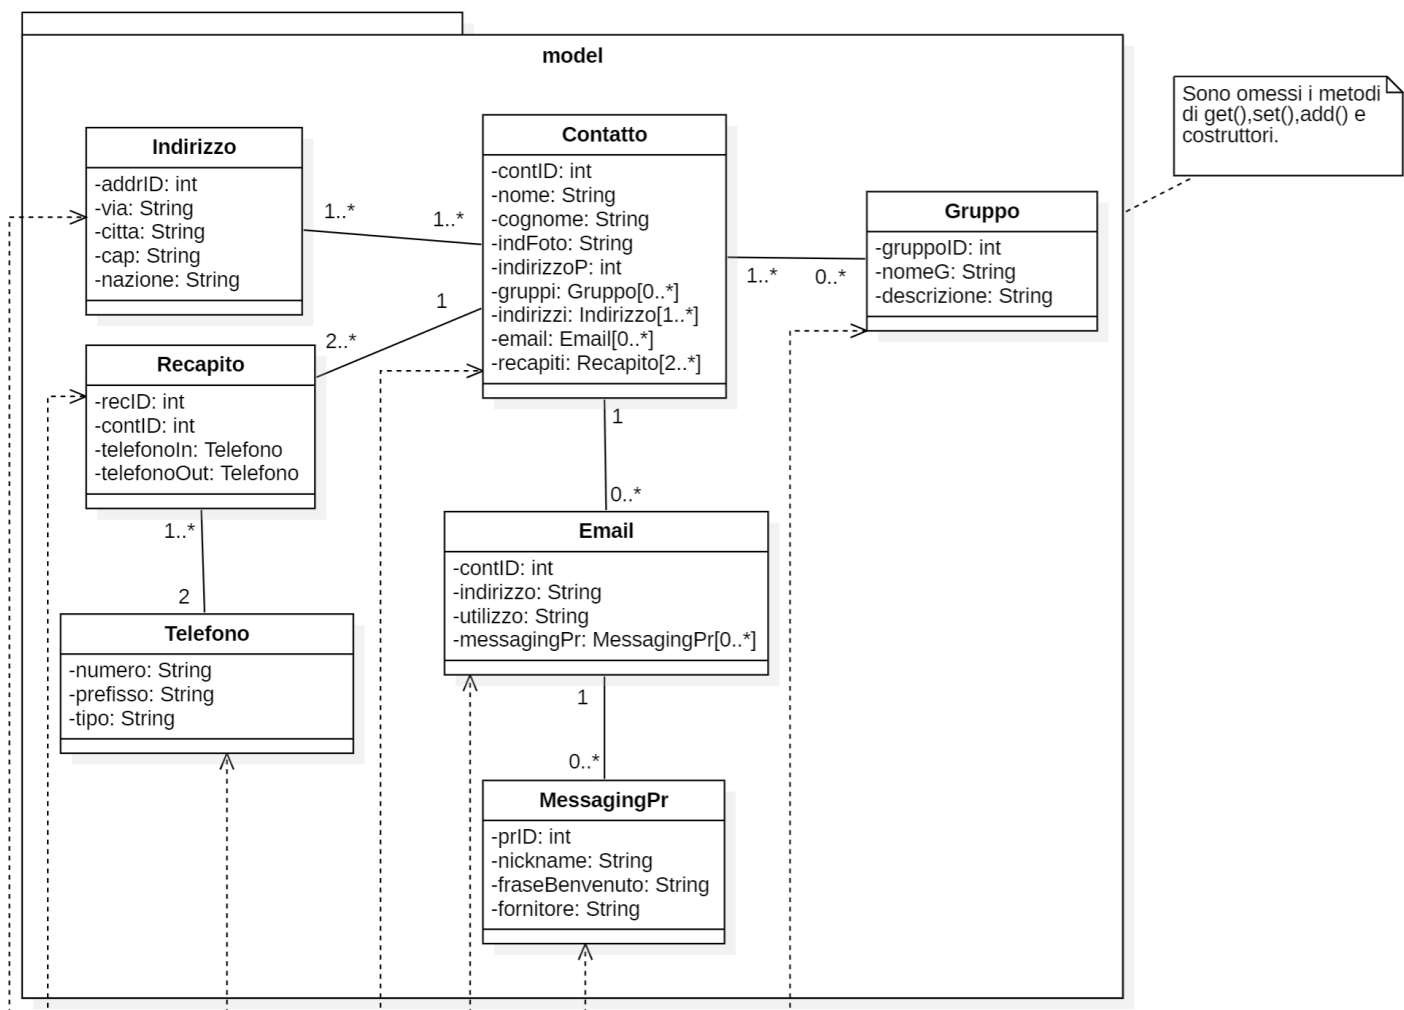 model
Sono omessi i metodi
di get(),set(),add() e
costruttori.
Indirizzo
-addrID: int
-via: String
-citta: String
-cap: String
-nazione: String
1..*
1..*
Contatto
-contID: int
-nome: String
-cognome: String
-indFoto: String
-indirizzoP: int
-gruppi: Gruppo[0..*]
-indirizzi: Indirizzo[1..*]
-email: Email[0..*]
-recapiti: Recapito[2..*]
1..*
0..*
Gruppo
-gruppoID: int
-nomeG: String
-descrizione: String
1
2..*
Recapito
-recID: int
-contID: int
-telefonoIn: Telefono
-telefonoOut: Telefono
1
0..*
1..*
2
Email
-contID: int
-indirizzo: String
-utilizzo: String
-messagingPr: MessagingPr[0..*]
Telefono
-numero: String
-prefisso: String
-tipo: String
1
0..*
MessagingPr
-prID: int
-nickname: String
-fraseBenvenuto: String
-fornitore: String